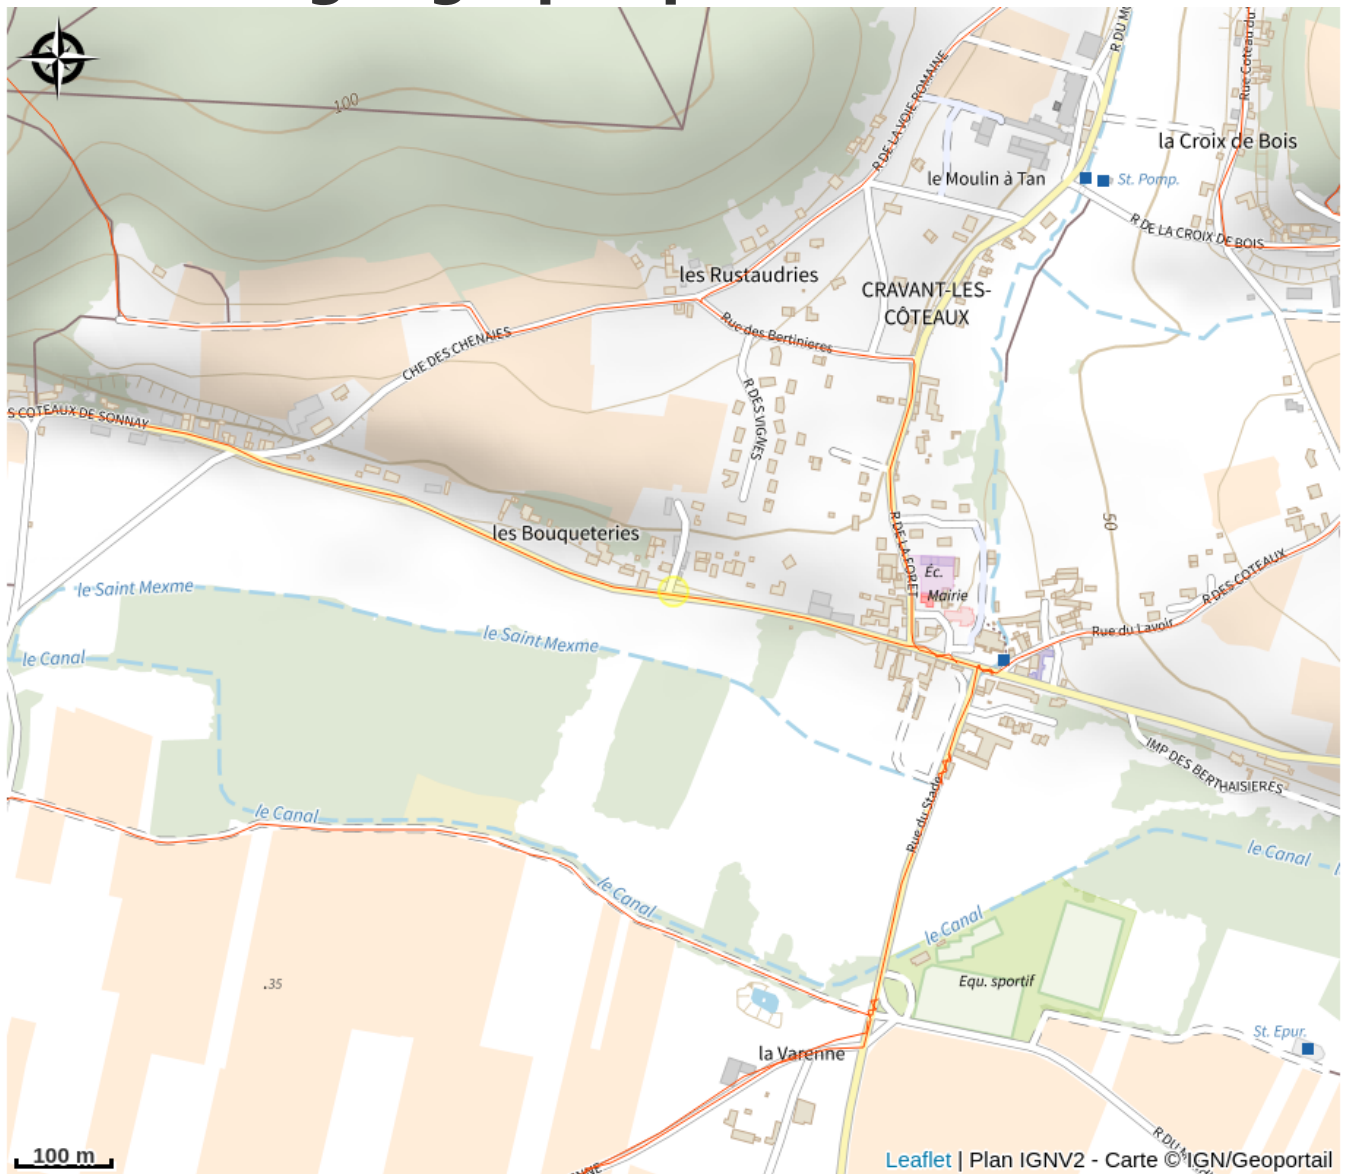 100
R DE LA VOIE ROMAINE
Rue Coteau du
la Croix de Bois
le Moulin à Tan
St. Pomp.
R DE LA CROIX DE BOIS
les Rustaudries
CRAVANT-LES-
CÔTEAUX
Rue des Bertinieres
CHE DES CHENAIES
R DES VIGNES
S COTEAUX DE SONNAY
50
les Bouqueteries
R DE LA FORET
Éc.
Mairie
R DES COTEAUX
le Saint Mexme
le Saint Mexme
Rue du Lavoir
le Canal
IMP DES BERTHAISIERES
Rue du Stade
le Canal
le Canal
le Canal
le Canal
.35
Equ. sportif
St. Epur.
la Varenne
100 m
Leaflet | Plan IGNV2 - Carte © IGN/Geoportail